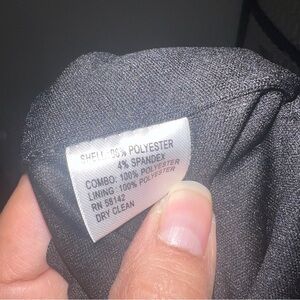 SHELL: 96% POLYESTER
4% SPANDEX
COMBO: 100% POLYESTER
LINING: 100% POLYESTER
RN 58142
DRY CLEAN